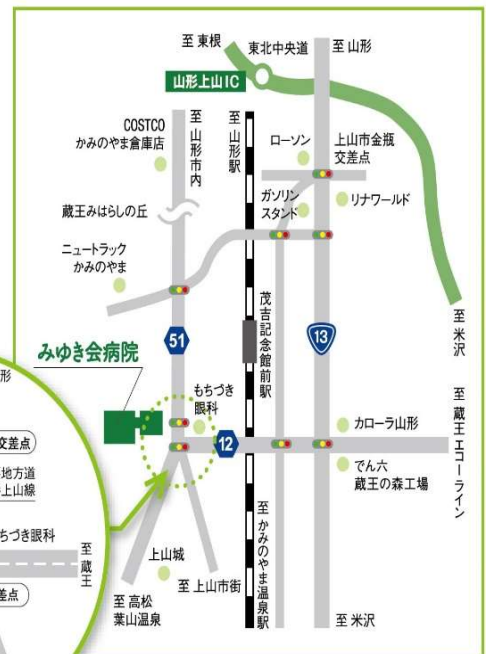 至 東根
東北中央道
至 山形
山形上山IC
COSTCO
かみのやま倉庫店
至 山形市内
至 山形駅
ローソン
上山市金瓶
交差点
ガソリン
スタンド
リナワールド
蔵王みはらしの丘
ニュートラック
かみのやま
茂吉記念館前駅
至 米沢
51
13
みゆき会病院
もちづき
眼科
12
カローラ山形
でん六
蔵王の森工場
至 蔵王エコーライン
形
交差点
地方道
上山線
ちづき眼科
至 蔵王
差点
上山城
至 高松
葉山温泉
至 上山市街
至 かみのやま温泉駅
至 米沢